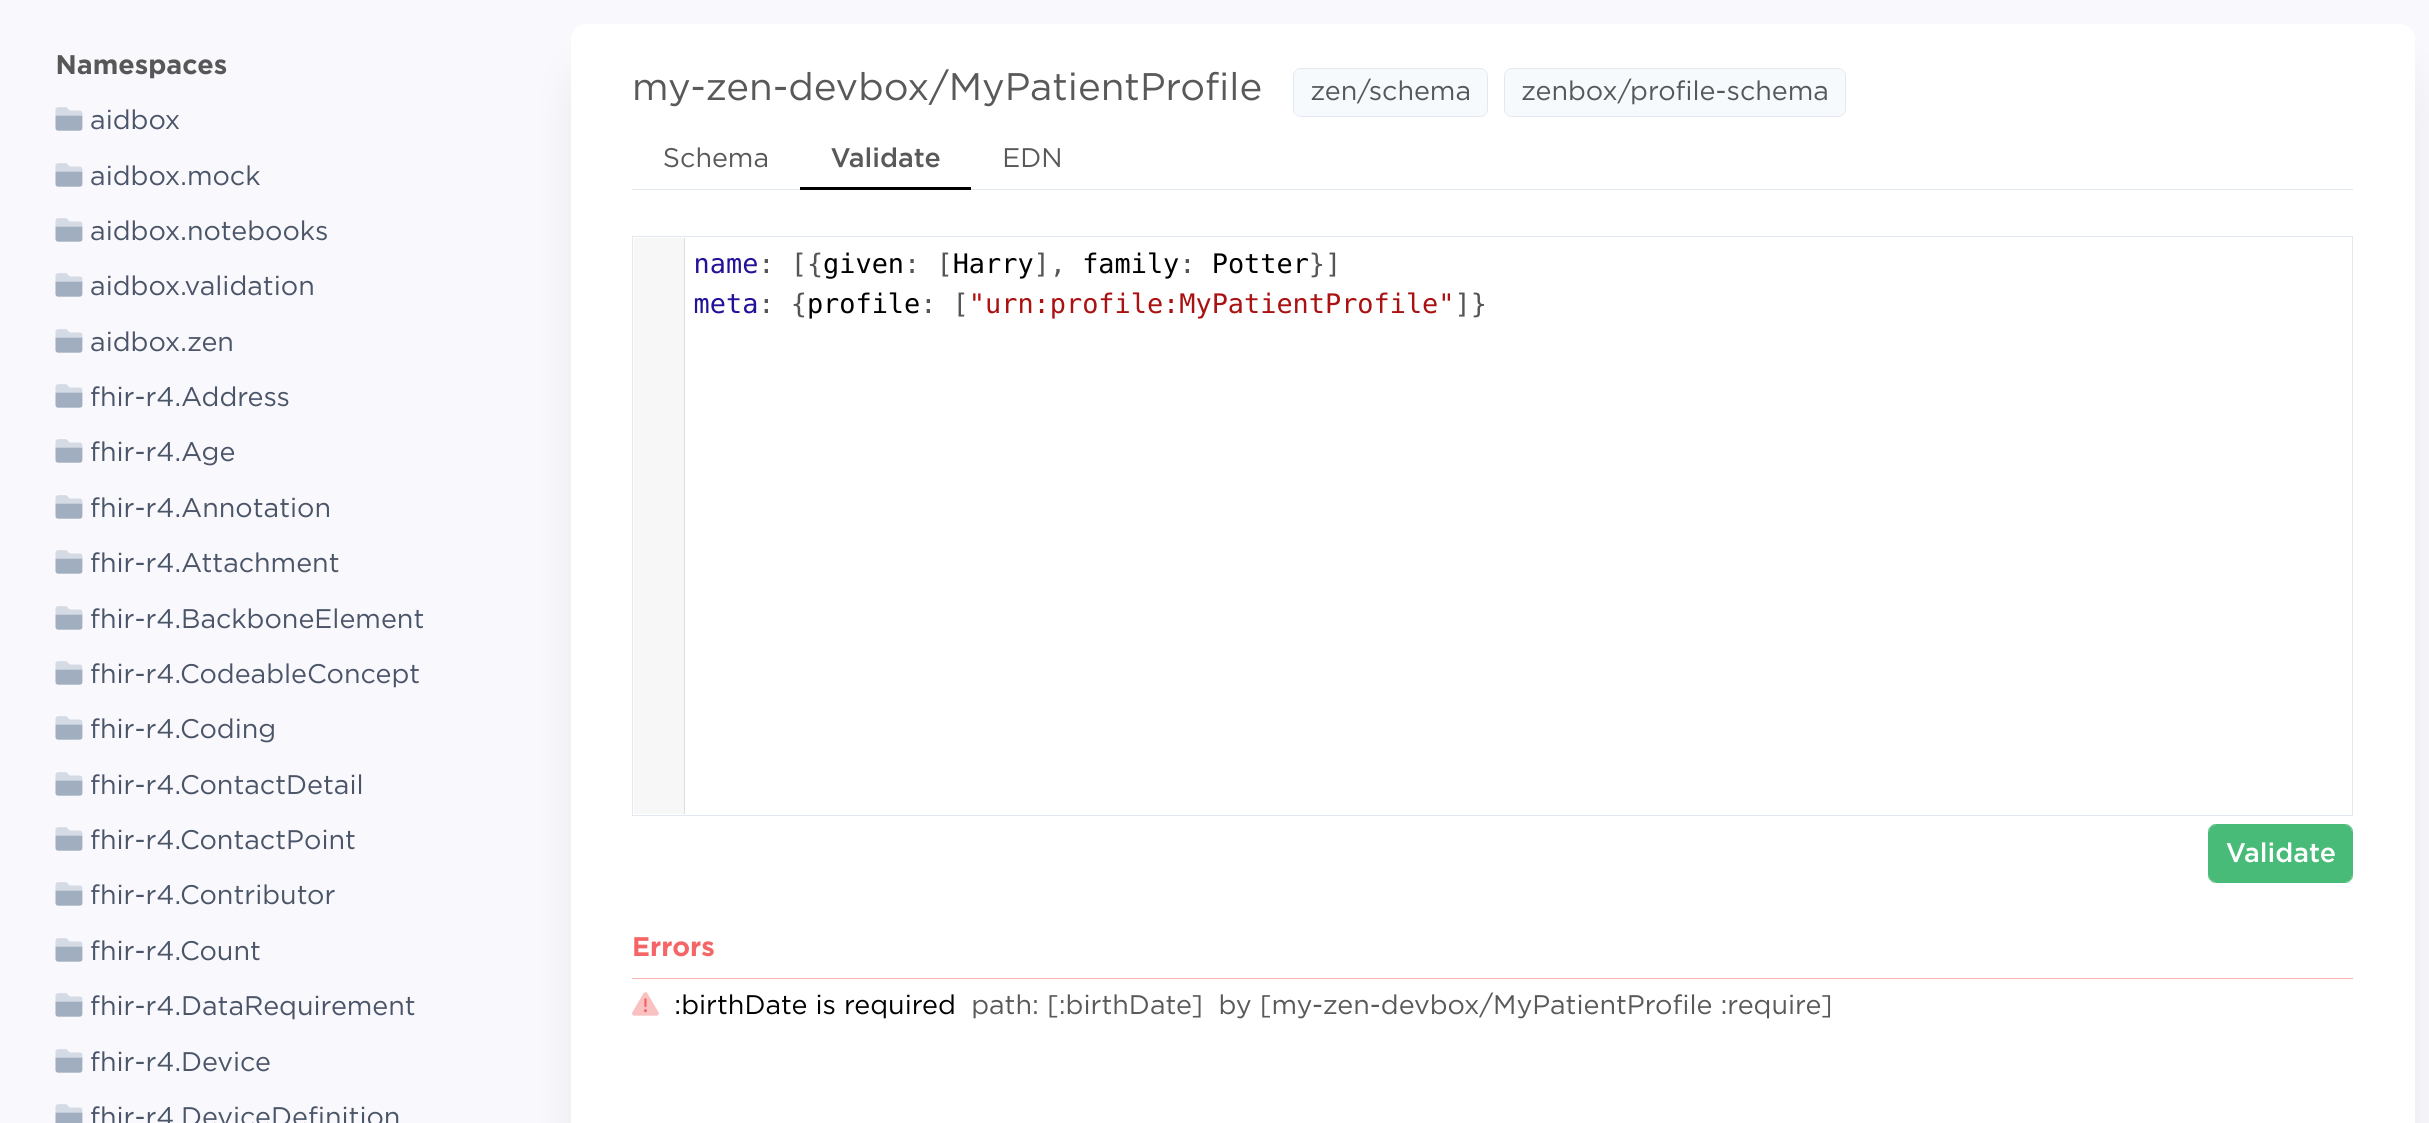 Namespaces
aidbox
aidbox.mock
aidbox.notebooks
aidbox.validation
aidbox.zen
fhir-r4.Address
fhir-r4.Age
fhir-r4.Annotation
fhir-r4.Attachment
fhir-r4.BackboneElement
fhir-r4.CodeableConcept
fhir-r4.Coding
fhir-r4.ContactDetail
fhir-r4.ContactPoint
fhir-r4.Contributor
fhir-r4.Count
fhir-r4.DataRequirement
fhir-r4.Device
fhir-r4.DeviceDefinition
my-zen-devbox/MyPatientProfile zen/schema zenbox/profile-schema
Schema Validate EDN
name: [{given: [Harry], family: Potter}]
meta: {profile: ["urn:profile:MyPatientProfile"]}
Validate
Errors
:birthDate is required path: [:birthDate] by [my-zen-devbox/MyPatientProfile :require]